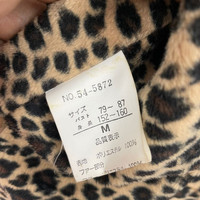 NO.54-5872
サイズ
バスト 79～87
身長 152～160
M
品質表示
表地 ポリエステル 100%
ファー部分